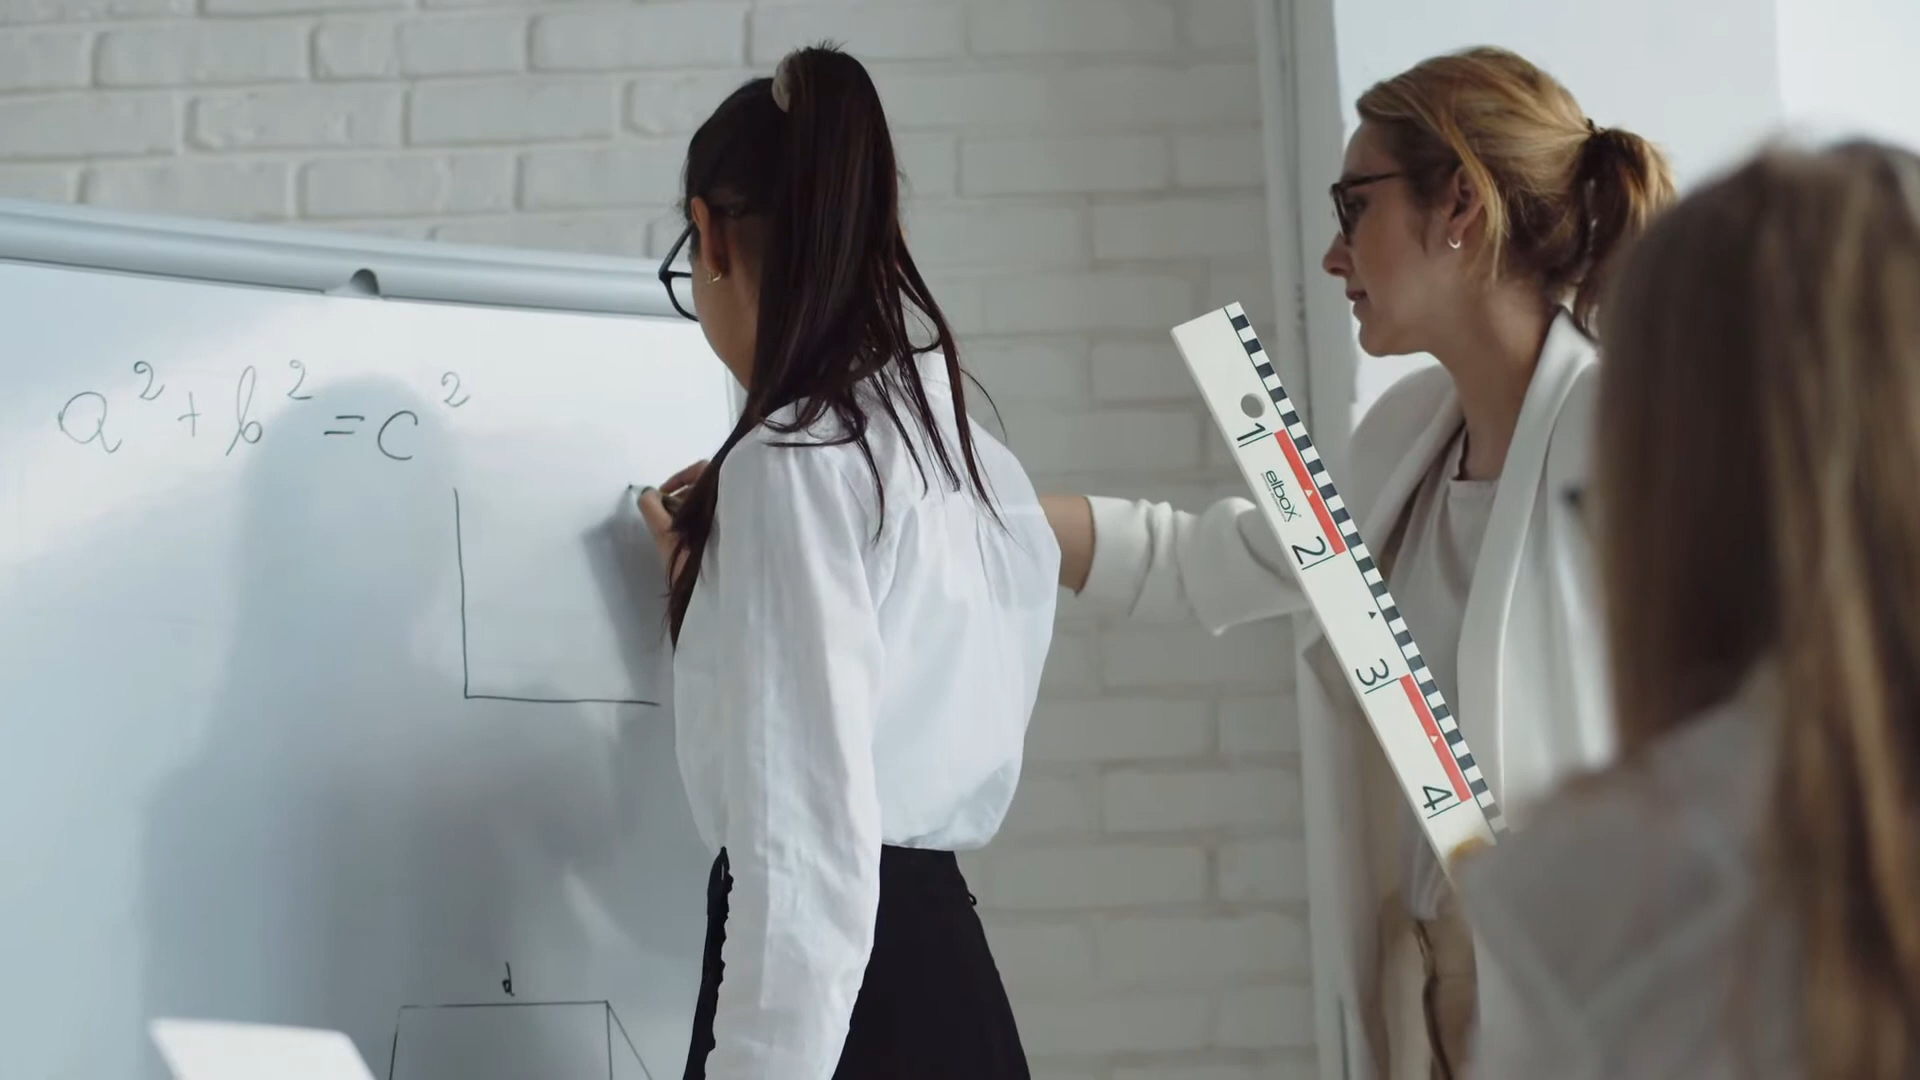 a² + b² = c²
1
elbox
2
3
4
d